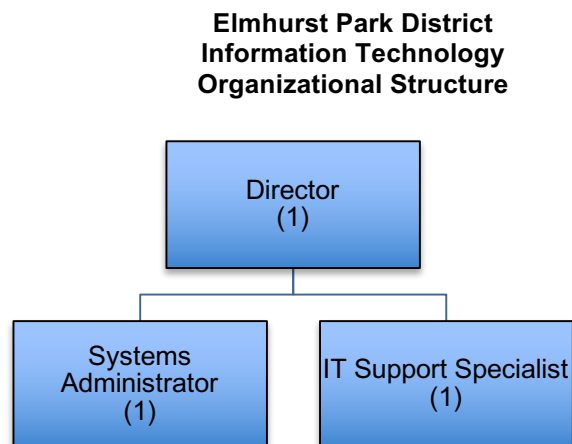 Elmhurst Park District
Information Technology
Organizational Structure
Director
(1)
Systems
Administrator
(1)
IT Support Specialist
(1)